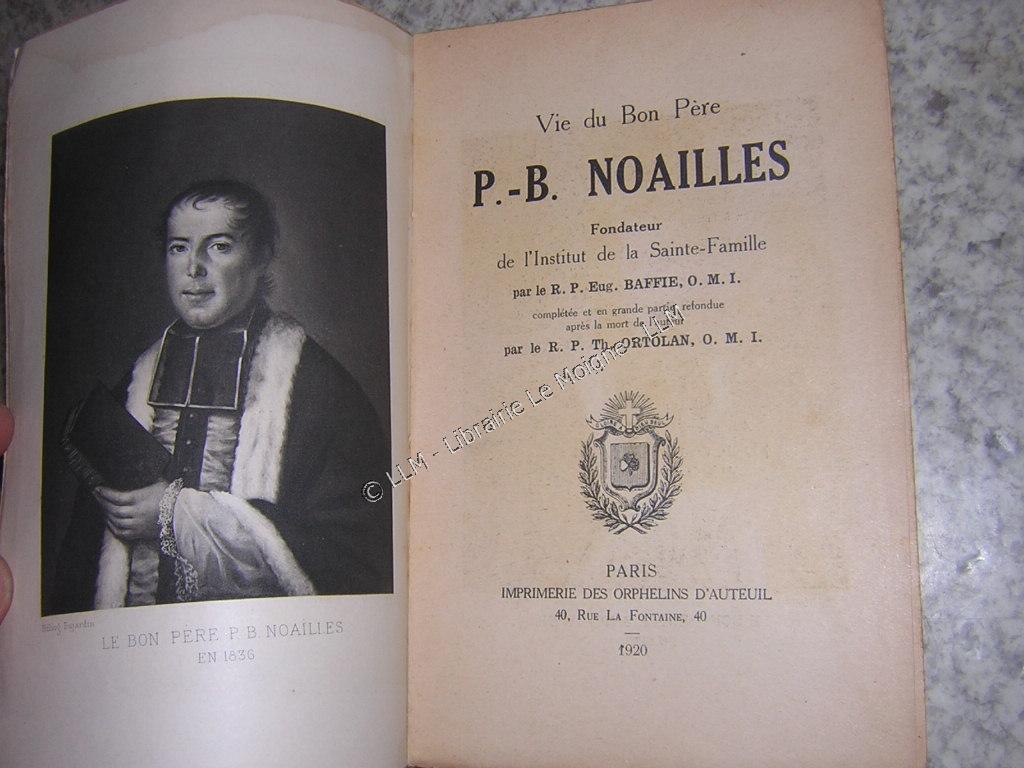 Héliog Dujardin
LE BON PÈRE P. B. NOAILLES
EN 1836
Vie du Bon Père
P.-B. NOAILLES
Fondateur
de l'Institut de la Sainte-Famille
par le R. P. Eug. BAFFIE, O. M. I.
complétée et en grande partie refondue
après la mort de l'auteur
par le R. P. Th. ORTOLAN, O. M. I.
PARIS
IMPRIMERIE DES ORPHELINS D'AUTEUIL
40, RUE LA FONTAINE, 40
1920
© LLM - Librairie Le Moigne - LLM